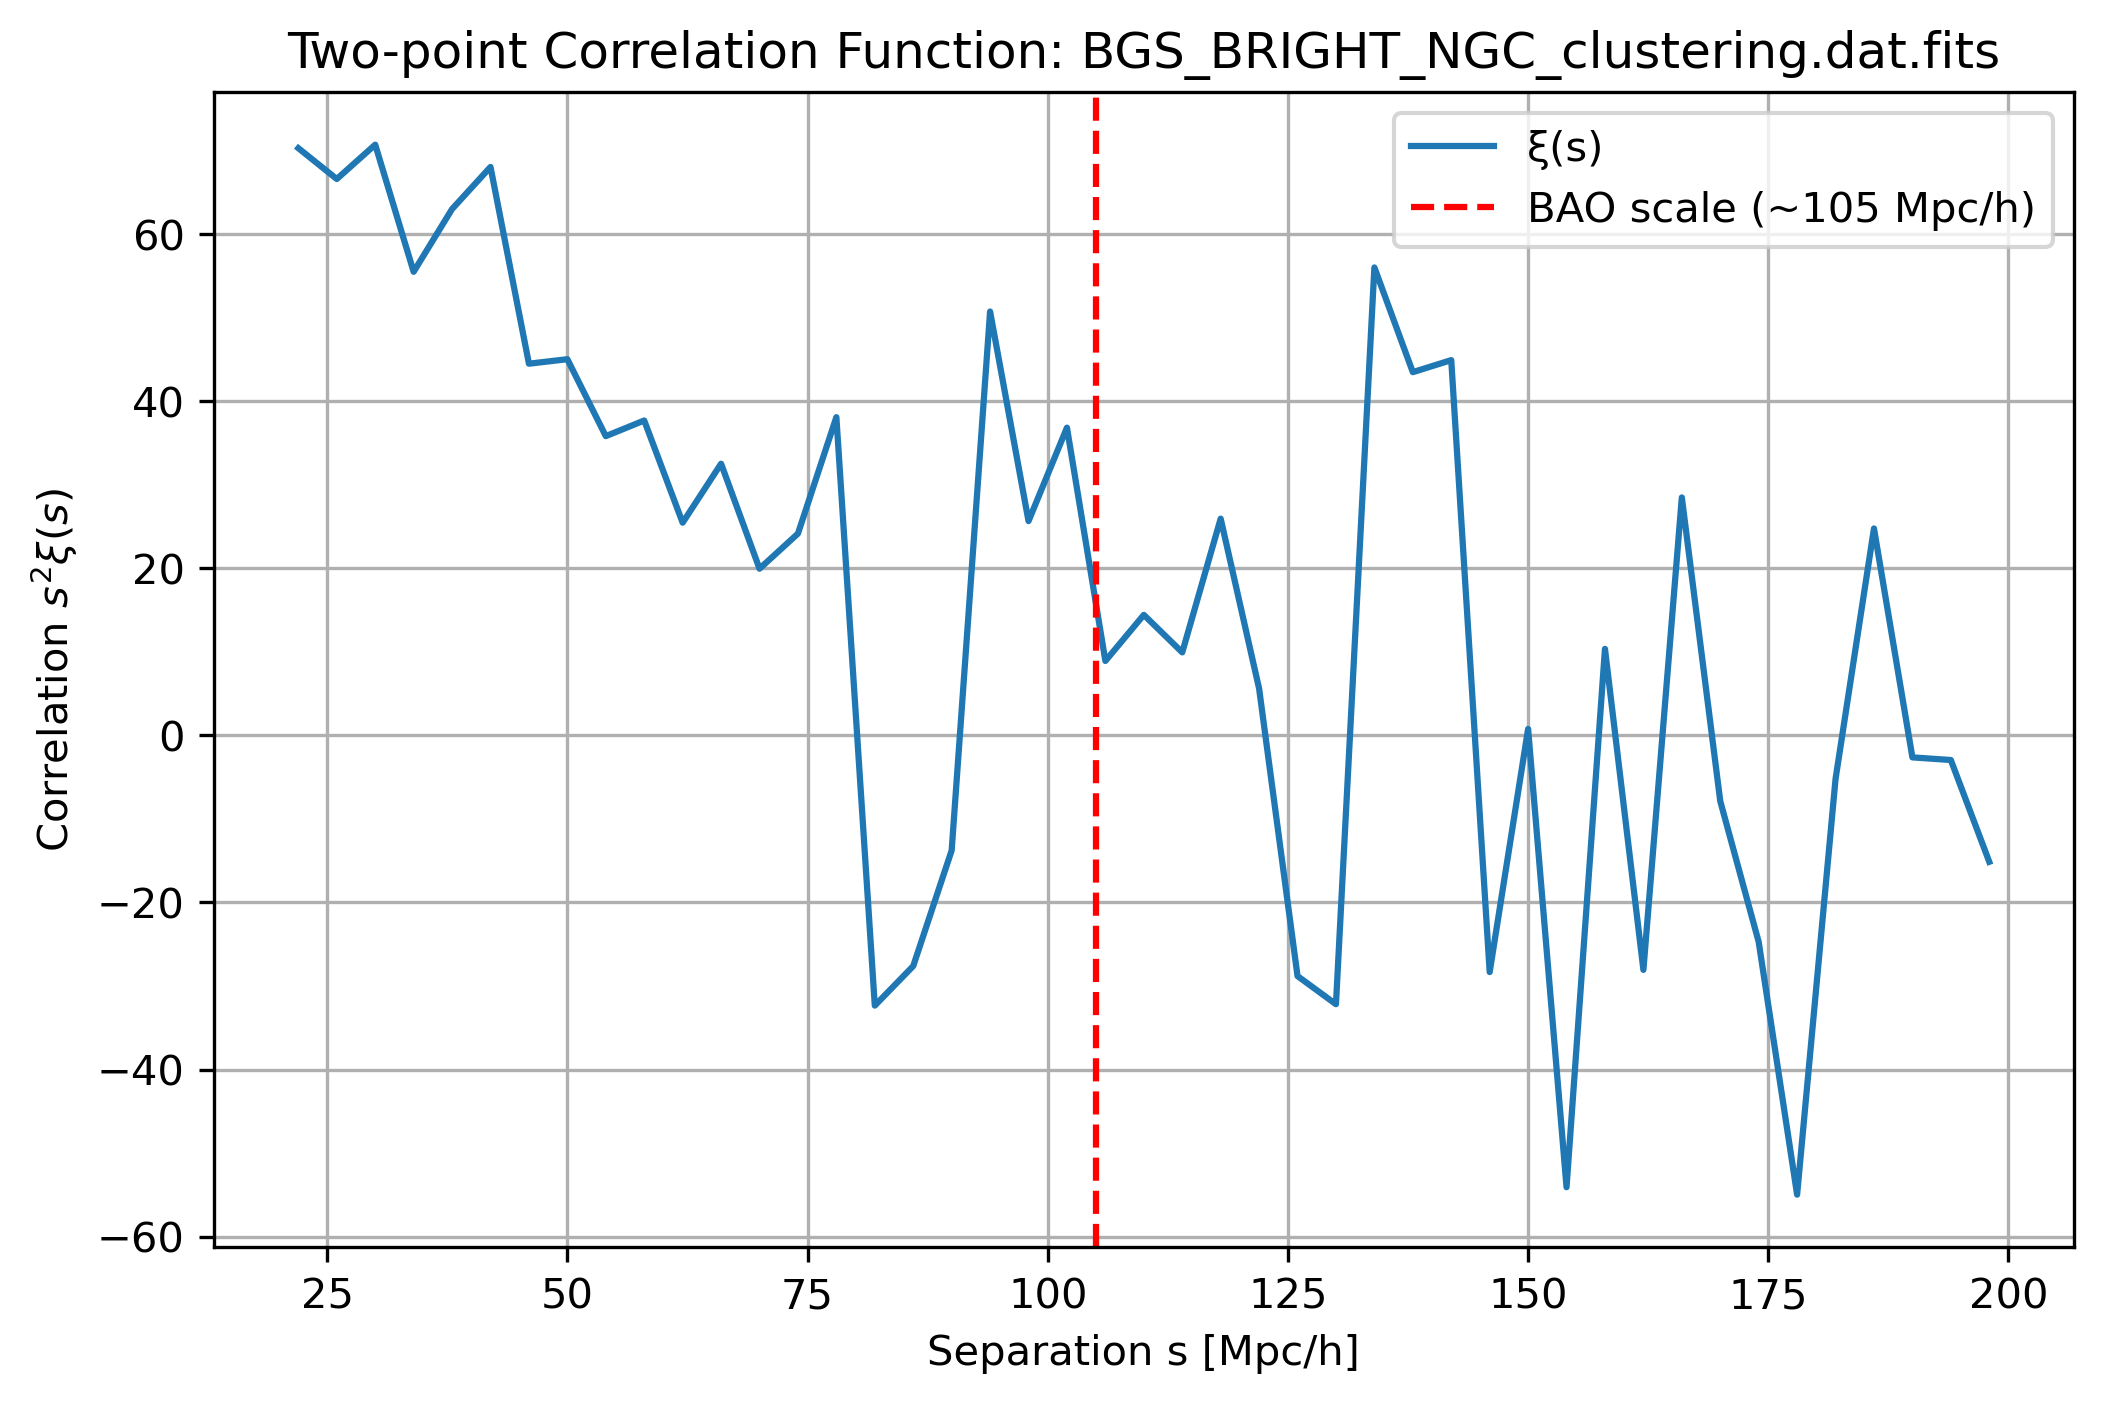 Two-point Correlation Function: BGS_BRIGHT_NGC_clustering.dat.fits
ξ(s)
BAO scale (~105 Mpc/h)
Correlation s²ξ(s)
60
40
20
0
−20
−40
−60
25 50 75 100 125 150 175 200
Separation s [Mpc/h]